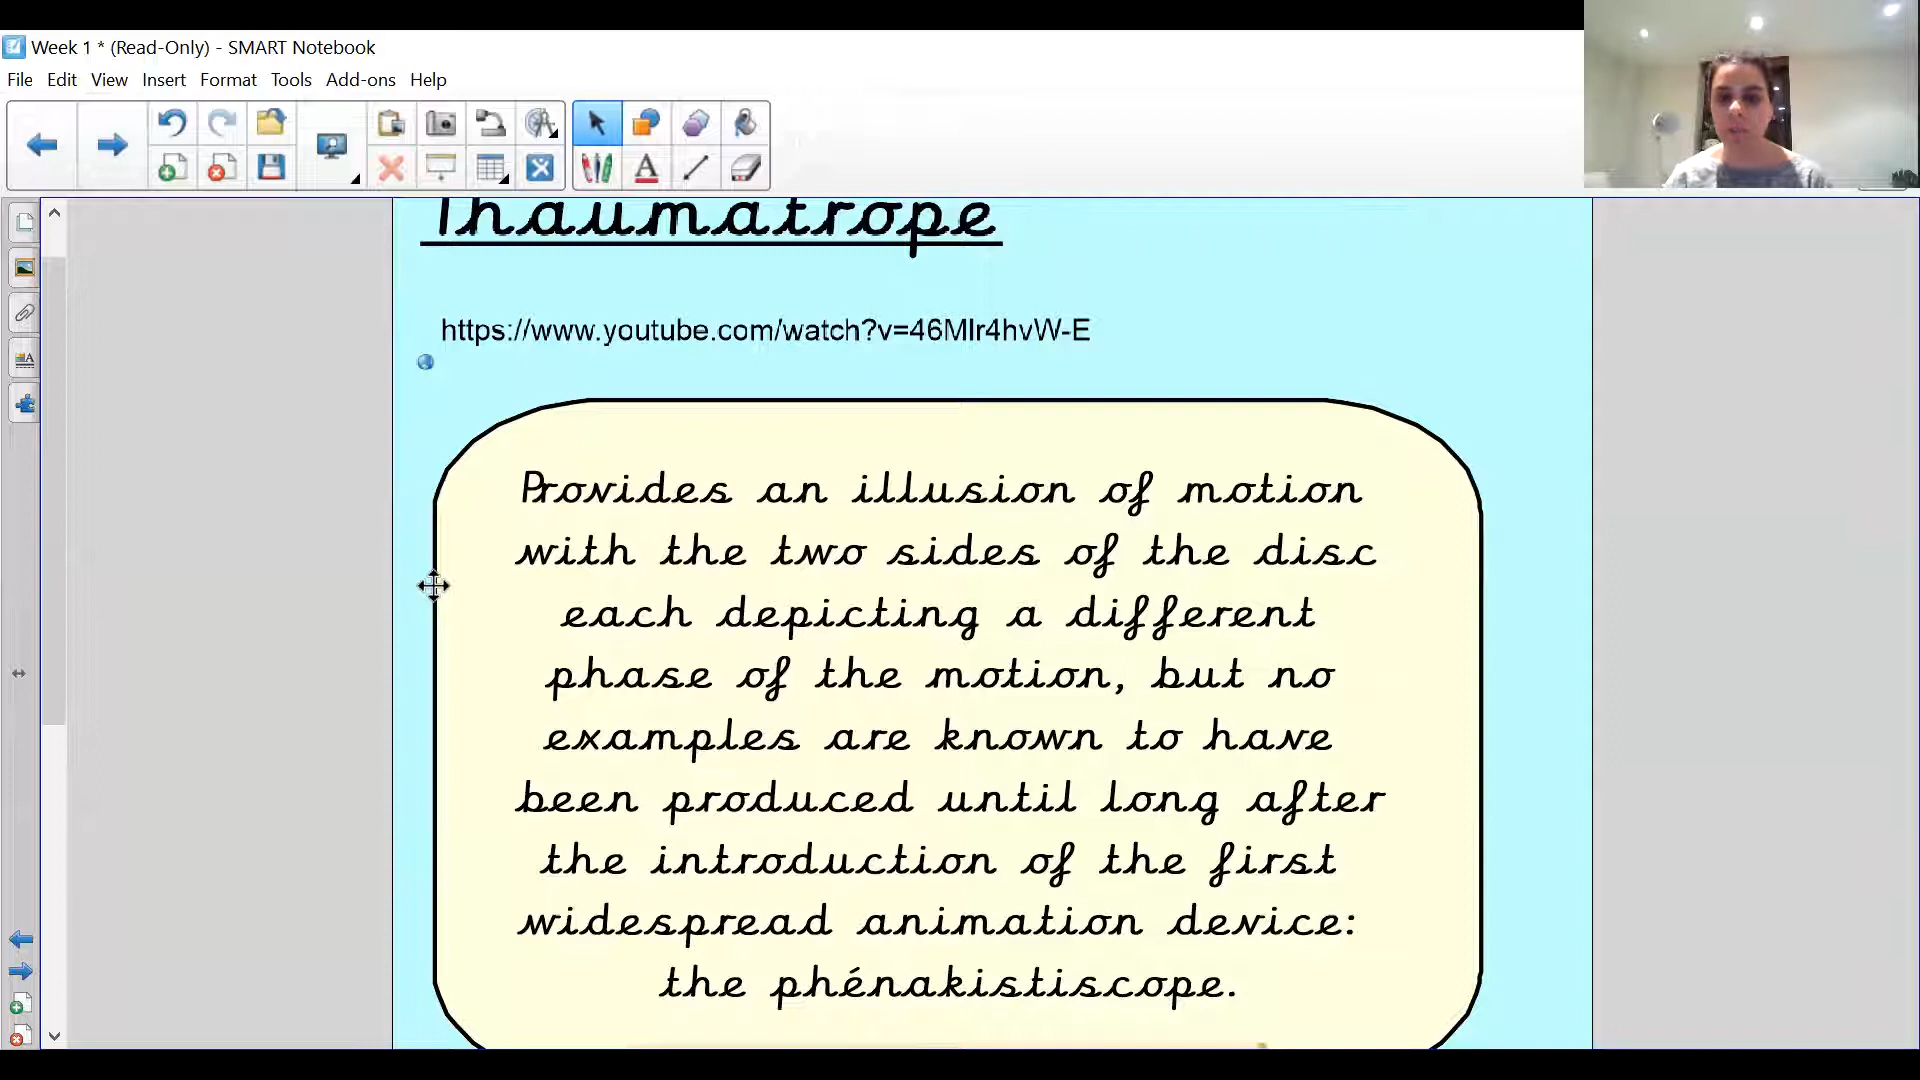 Week 1 * (Read-Only) - SMART Notebook
File Edit View Insert Format Tools Add-ons Help
Thaumatrope
https://www.youtube.com/watch?v=46MIr4hvW-E
Provides an illusion of motion
with the two sides of the disc
each depicting a different
phase of the motion, but no
examples are known to have
been produced until long after
the introduction of the first
widespread animation device:
the phénakistiscope.